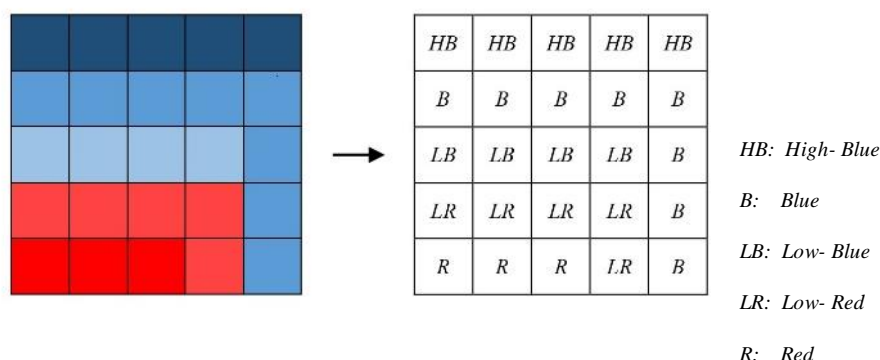 HB HB HB HB HB
B B B B B
LB LB LB LB B
LR LR LR LR B
R R R LR B
HB: High- Blue
B: Blue
LB: Low- Blue
LR: Low- Red
R: Red